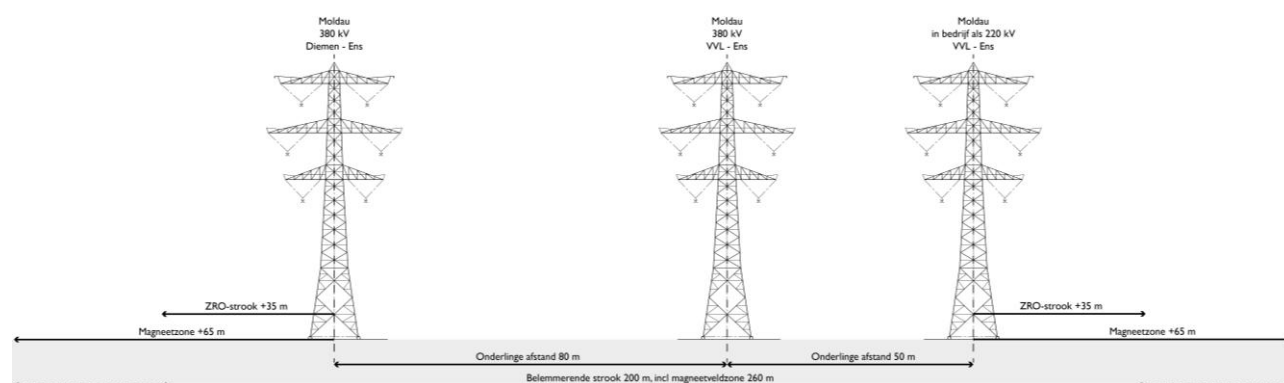 Moldau
380 kV
Diemen - Ens
Moldau
380 kV
VVL - Ens
Moldau
in bedrijf als 220 kV
VVL - Ens
ZRO-strook +35 m
ZRO-strook +35 m
Magneetzone +65 m
Magneetzone +65 m
Onderlinge afstand 80 m
Onderlinge afstand 50 m
Belemmerende strook 200 m, incl magneetveldzone 260 m